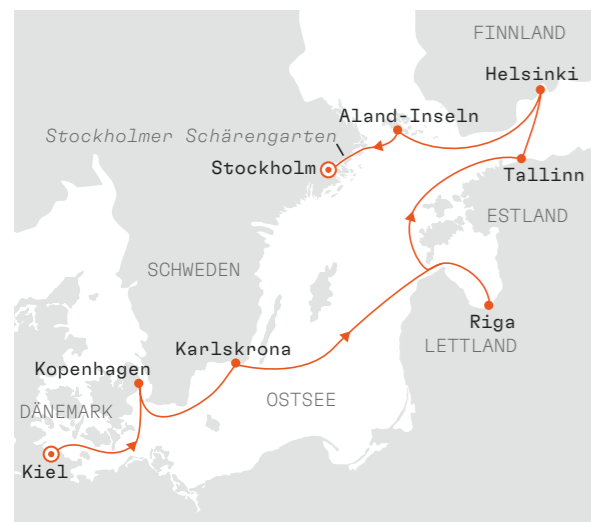 FINNLAND
Helsinki
Aland-Inseln
Stockholmer Schärengarten
Stockholm
Tallinn
ESTLAND
SCHWEDEN
Riga
LETTLAND
Karlskrona
Kopenhagen
OSTSEE
DÄNEMARK
Kiel